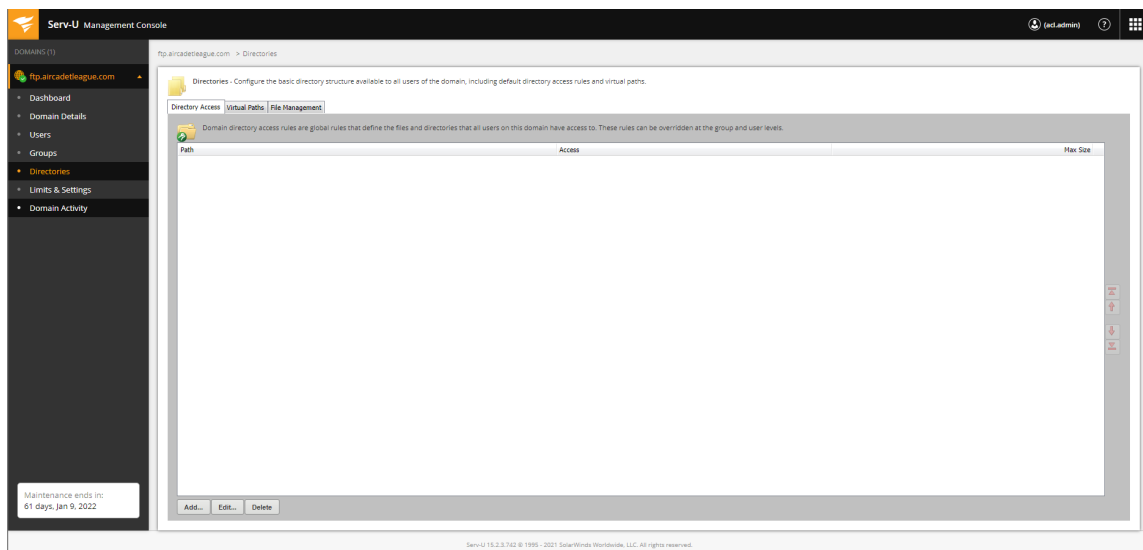 Serv-U Management Console
(acl.admin)
?
DOMAINS (1)
ftp.aircadetleague.com
Dashboard
Domain Details
Users
Groups
Directories
Limits & Settings
Domain Activity
Maintenance ends in:
61 days, Jan 9, 2022
ftp.aircadetleague.com > Directories
Directories - Configure the basic directory structure available to all users of the domain, including default directory access rules and virtual paths.
Directory Access Virtual Paths File Management
Domain directory access rules are global rules that define the files and directories that all users on this domain have access to. These rules can be overridden at the group and user levels.
Path Access Max Size
Add... Edit... Delete
Serv-U 15.2.3.742 © 1995 - 2021 SolarWinds Worldwide, LLC. All rights reserved.